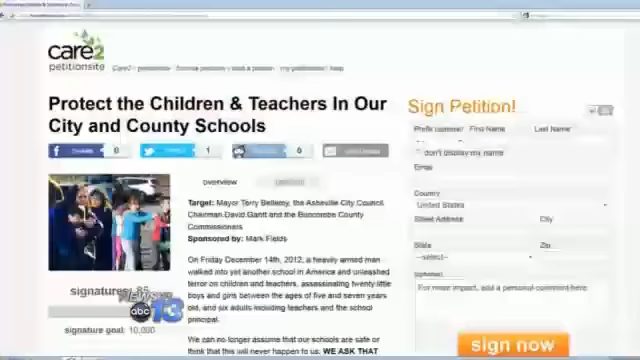 care2
petitionsite
Protect the Children & Teachers In Our
City and County Schools
0
1
6
overview
Target: Mayor Terry Bellamy, the Asheville City Council,
Chairman David Gantt and the Buncombe County
Commissioners
Sponsored by: Mark Fields
On Friday December 14th, 2012, a heavily armed man
walked into yet another school in America and unleashed
terror on children and teachers, assassinating twenty little
boys and girls between the ages of five and seven years
old, and six adults including teachers and the school
principal.
We can no longer assume that our schools are safe or
think that this will never happen to us. WE ASK THAT
signatures: 85
NEWS
abc 13
signature goal: 10,000
Sign Petition!
Prefix (optional) First Name Last Name
don't display my name
Email
Country
United States
Street Address City
State Zip
--select--
(optional)
For more impact, add a personal comment here
sign now